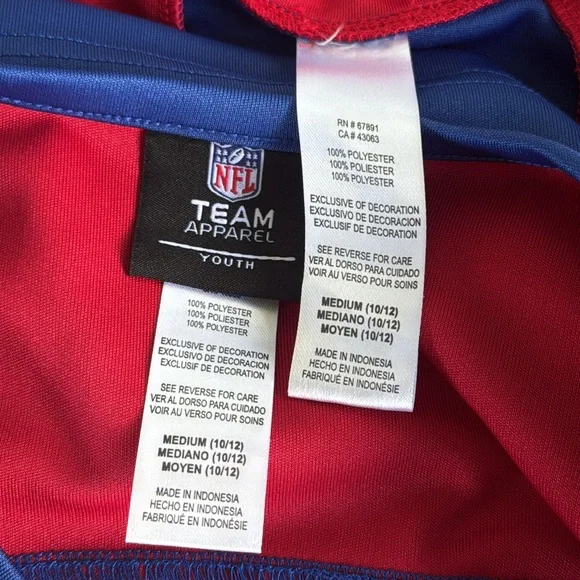 NFL
TEAM
APPAREL
YOUTH
RN # 67891
CA # 43063
100% POLYESTER
100% POLIESTER
100% POLYESTER
EXCLUSIVE OF DECORATION
EXCLUSIVO DE DECORACION
EXCLUSIF DE DECORATION
SEE REVERSE FOR CARE
VER AL DORSO PARA CUIDADO
VOIR AU VERSO POUR SOINS
MEDIUM (10/12)
MEDIANO (10/12)
MOYEN (10/12)
MADE IN INDONESIA
HECHO EN INDONESIA
FABRIQUÉ EN INDONÉSIE
100% POLYESTER
100% POLIESTER
100% POLYESTER
EXCLUSIVE OF DECORATION
EXCLUSIVO DE DECORACION
EXCLUSIF DE DECORATION
SEE REVERSE FOR CARE
VER AL DORSO PARA CUIDADO
VOIR AU VERSO POUR SOINS
MEDIUM (10/12)
MEDIANO (10/12)
MOYEN (10/12)
MADE IN INDONESIA
HECHO EN INDONESIA
FABRIQUÉ EN INDONÉSIE